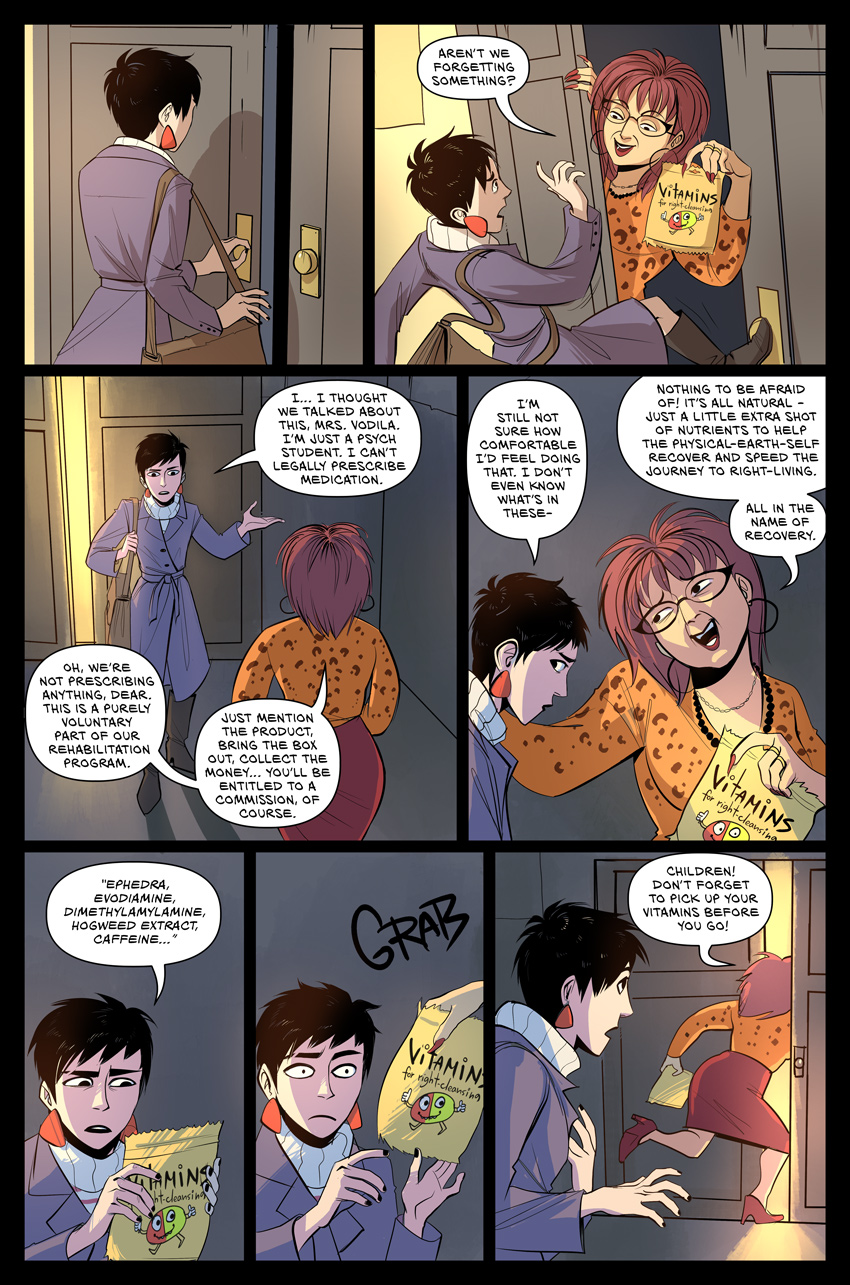 AREN'T WE
FORGETTING
SOMETHING?
VITAMINS
for right-cleansing
I... I THOUGHT
WE TALKED ABOUT
THIS, MRS. VODILA.
I'M JUST A PSYCH
STUDENT. I CAN'T
LEGALLY PRESCRIBE
MEDICATION.
OH, WE'RE
NOT PRESCRIBING
ANYTHING, DEAR.
THIS IS A PURELY
VOLUNTARY
PART OF OUR
REHABILITATION
PROGRAM.
JUST MENTION
THE PRODUCT,
BRING THE BOX
OUT, COLLECT THE
MONEY... YOU'LL BE
ENTITLED TO A
COMMISSION, OF
COURSE.
I'M
STILL NOT
SURE HOW
COMFORTABLE
I'D FEEL DOING
THAT. I DON'T
EVEN KNOW
WHAT'S IN
THESE-
NOTHING TO BE AFRAID
OF! IT'S ALL NATURAL -
JUST A LITTLE EXTRA SHOT
OF NUTRIENTS TO HELP
THE PHYSICAL-EARTH-SELF
RECOVER AND SPEED THE
JOURNEY TO RIGHT-LIVING.
ALL IN THE
NAME OF
RECOVERY.
VITAMINS
for right-cleansing
"EPHEDRA,
EVODIAMINE,
DIMETHYLAMYLAMINE,
HOGWEED EXTRACT,
CAFFEINE..."
VITAMINS
right-cleansing
GRAB
VITAMINS
for right-cleansing
CHILDREN!
DON'T FORGET
TO PICK UP YOUR
VITAMINS BEFORE
YOU GO!